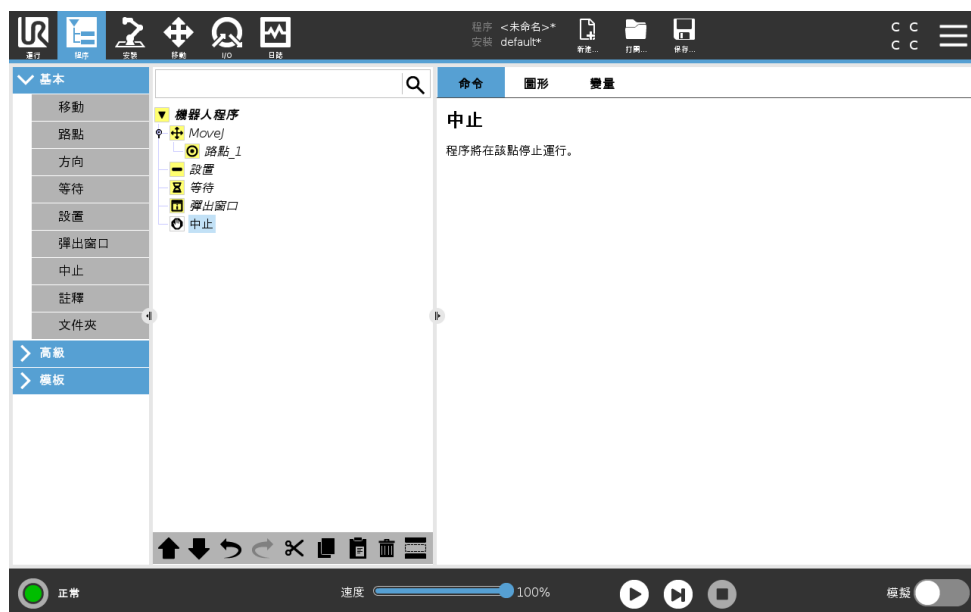 UR
運行
程序
安裝
移動
I/O
日誌
程序 <未命名>*
安裝 default*
新建...
打開...
保存...
C C
C C
基本
移動
路點
方向
等待
設置
彈出窗口
中止
註釋
文件夾
高級
模板
機器人程序
MoveJ
路點_1
設置
等待
彈出窗口
中止
命令
圖形
變量
中止
程序將在該點停止運行。
正常
速度
100%
模擬